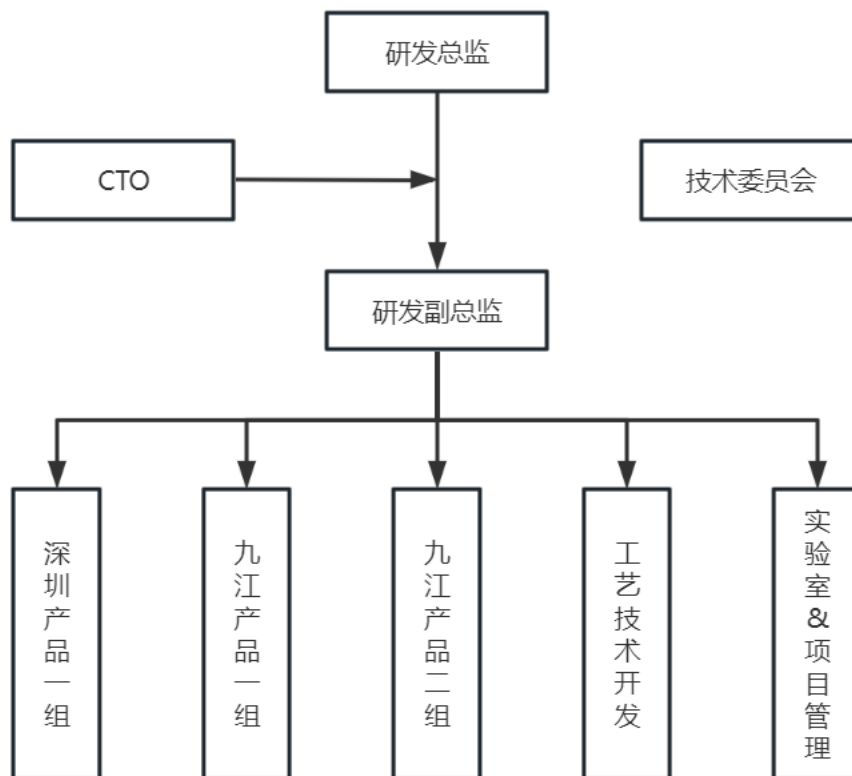 研发总监
CTO
技术委员会
研发副总监
深圳产品一组
九江产品一组
九江产品二组
工艺技术开发
实验室&项目管理